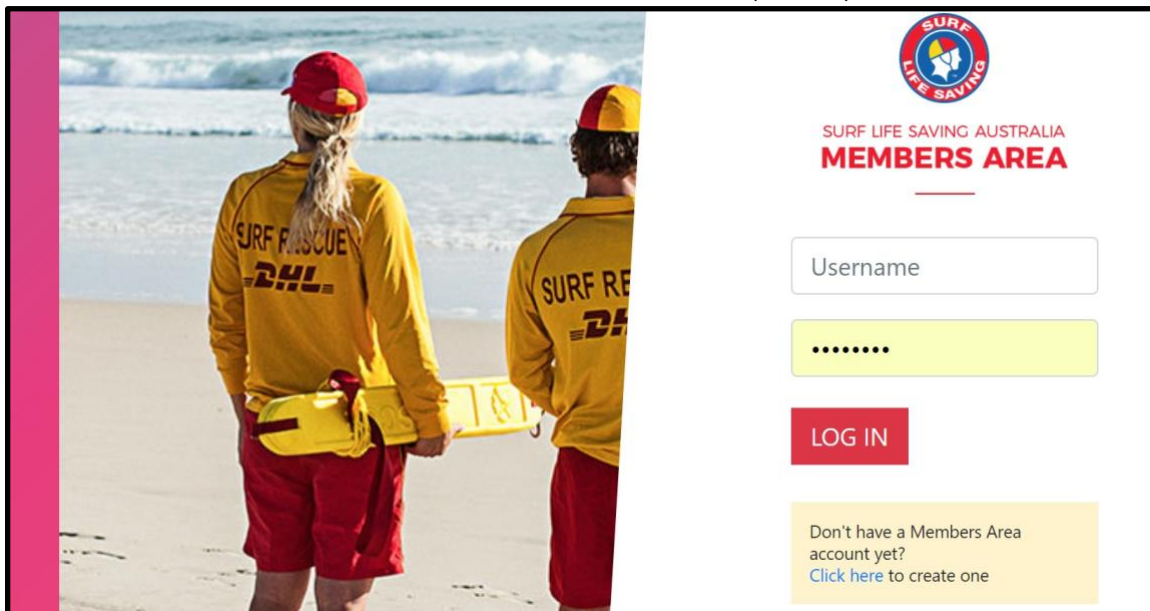 SURF
LIFE SAVING
SURF LIFE SAVING AUSTRALIA
MEMBERS AREA
SURF RESCUE
DHL
SURF RE
DH
Username
••••••••
LOG IN
Don't have a Members Area
account yet?
Click here to create one